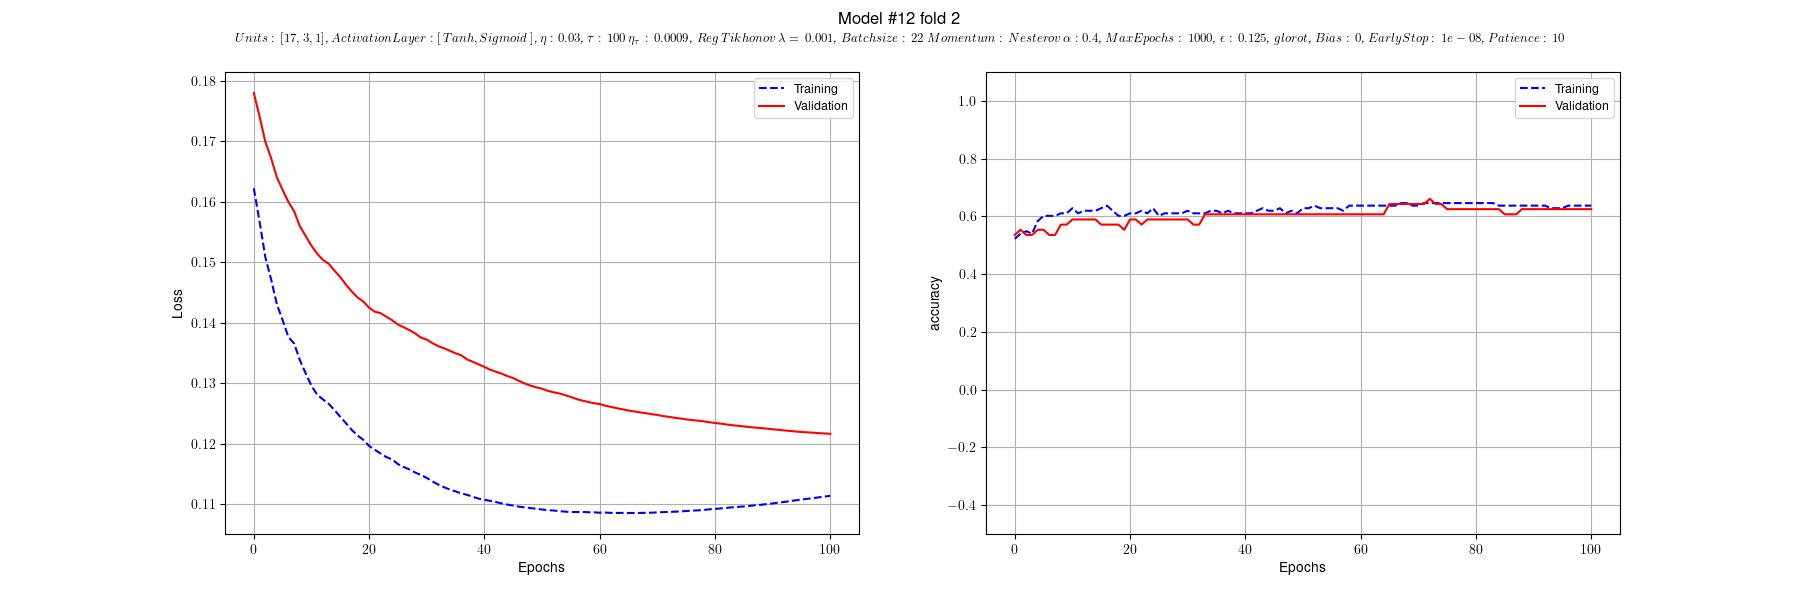 Model #12 fold 2
Units : [17, 3, 1], ActivationLayer : [ Tanh, Sigmoid ], η : 0.03, τ : 100 ητ : 0.0009, Reg Tikhonov λ = 0.001, Batchsize : 22 Momentum : Nesterov α : 0.4, MaxEpochs : 1000, ϵ : 0.125, glorot, Bias : 0, EarlyStop : 1e − 08, Patience : 10
0.18
0.17
0.16
0.15
0.14
0.13
0.12
0.11
Loss
0 20 40 60 80 100
Epochs
Training
Validation
1.0
0.8
0.6
0.4
0.2
0.0
−0.2
−0.4
accuracy
0 20 40 60 80 100
Epochs
Training
Validation